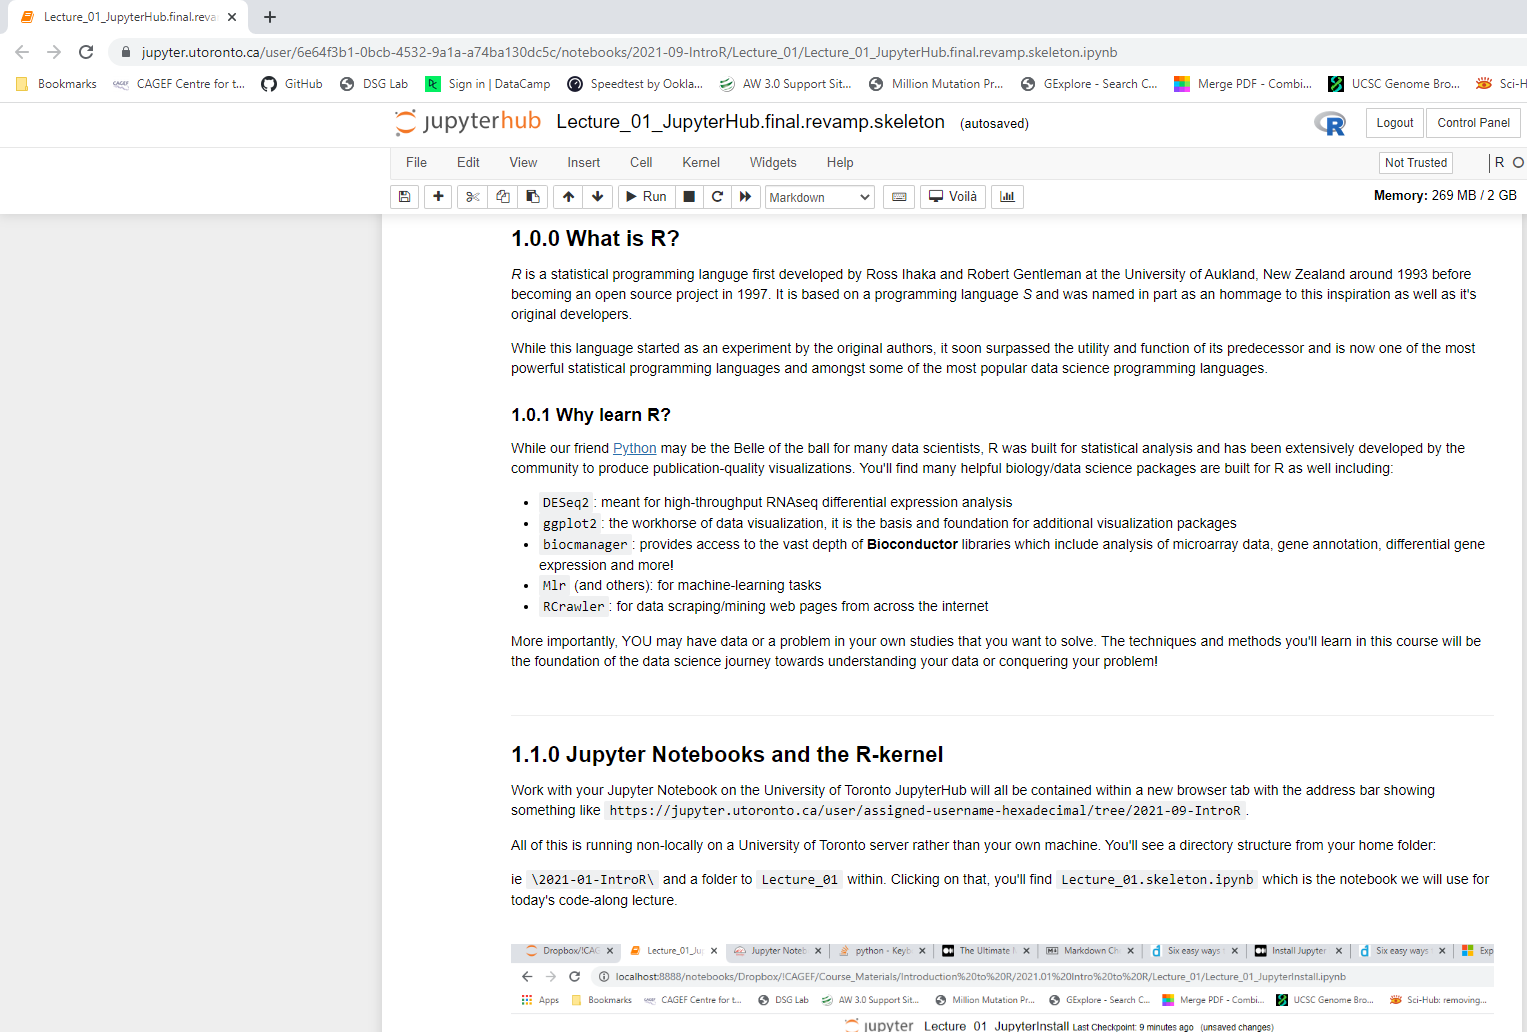 Lecture_01_JupyterHub.final.reva
jupyter.utoronto.ca/user/6e64f3b1-0bcb-4532-9a1a-a74ba130dc5c/notebooks/2021-09-IntroR/Lecture_01/Lecture_01_JupyterHub.final.revamp.skeleton.ipynb
Bookmarks CAGEF CAGEF Centre for t... GitHub DSG Lab Sign in | DataCamp Speedtest by Ookla... AW 3.0 Support Sit... Million Mutation Pr... GExplore - Search C... Merge PDF - Combi... UCSC Genome Bro... Sci-H
jupyterhub Lecture_01_JupyterHub.final.revamp.skeleton (autosaved) R Logout Control Panel
File Edit View Insert Cell Kernel Widgets Help Not Trusted R
Run Markdown Voilà Memory: 269 MB / 2 GB
1.0.0 What is R?
R is a statistical programming languge first developed by Ross Ihaka and Robert Gentleman at the University of Aukland, New Zealand around 1993 before
becoming an open source project in 1997. It is based on a programming language S and was named in part as an hommage to this inspiration as well as it's
original developers.
While this language started as an experiment by the original authors, it soon surpassed the utility and function of its predecessor and is now one of the most
powerful statistical programming languages and amongst some of the most popular data science programming languages.
1.0.1 Why learn R?
While our friend Python may be the Belle of the ball for many data scientists, R was built for statistical analysis and has been extensively developed by the
community to produce publication-quality visualizations. You'll find many helpful biology/data science packages are built for R as well including:
• DESeq2 : meant for high-throughput RNAseq differential expression analysis
• ggplot2 : the workhorse of data visualization, it is the basis and foundation for additional visualization packages
• biocmanager : provides access to the vast depth of Bioconductor libraries which include analysis of microarray data, gene annotation, differential gene
expression and more!
• Mlr (and others): for machine-learning tasks
• RCrawler : for data scraping/mining web pages from across the internet
More importantly, YOU may have data or a problem in your own studies that you want to solve. The techniques and methods you'll learn in this course will be
the foundation of the data science journey towards understanding your data or conquering your problem!
1.1.0 Jupyter Notebooks and the R-kernel
Work with your Jupyter Notebook on the University of Toronto JupyterHub will all be contained within a new browser tab with the address bar showing
something like https://jupyter.utoronto.ca/user/assigned-username-hexadecimal/tree/2021-09-IntroR .
All of this is running non-locally on a University of Toronto server rather than your own machine. You'll see a directory structure from your home folder:
ie \2021-01-IntroR\ and a folder to Lecture_01 within. Clicking on that, you'll find Lecture_01.skeleton.ipynb which is the notebook we will use for
today's code-along lecture.
Dropbox/!CAG Lecture_01_Ju Jupyter Noteb python - Keyb The Ultimate Markdown Ch Six easy ways Install Jupyter Six easy ways Exp
localhost:8888/notebooks/Dropbox/!CAGEF/Course_Materials/Introduction%20to%20R/2021.01%20Intro%20to%20R/Lecture_01/Lecture_01_JupyterInstall.ipynb
Apps Bookmarks CAGEF Centre for t... DSG Lab AW 3.0 Support Sit... Million Mutation Pr... GExplore - Search C... Merge PDF - Combi... UCSC Genome Bro... Sci-Hub: removing...
jupyter Lecture_01_JupyterInstall Last Checkpoint: 9 minutes ago (unsaved changes)